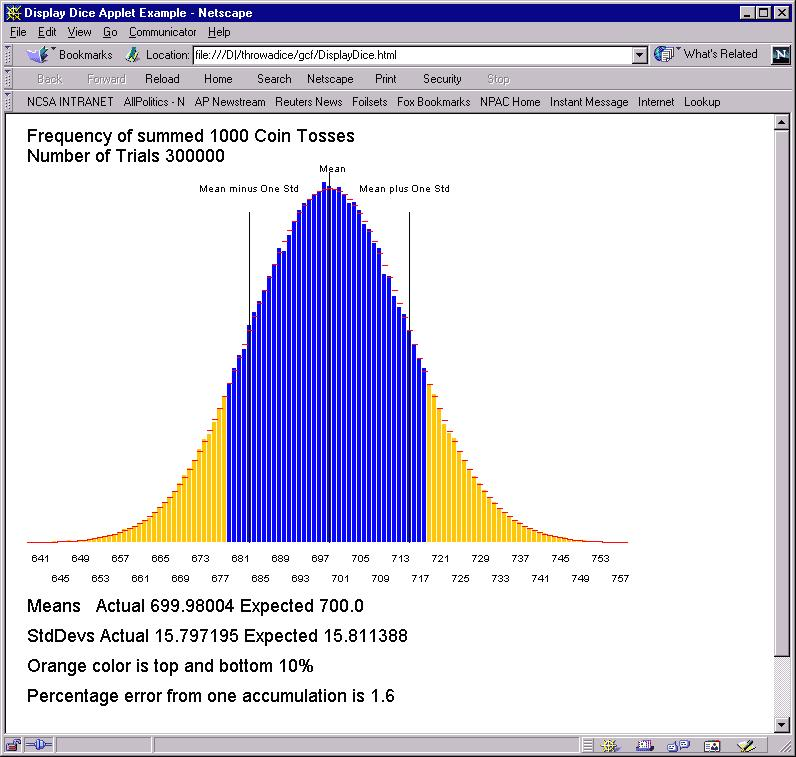 Display Dice Applet Example - Netscape
File Edit View Go Communicator Help
Bookmarks Location: file:///D|/throwadice/gcf/DisplayDice.html What's Related N
Back Forward Reload Home Search Netscape Print Security Stop
NCSA INTRANET AllPolitics - N AP Newstream Reuters News Foilsets Fox Bookmarks NPAC Home Instant Message Internet Lookup
Frequency of summed 1000 Coin Tosses
Number of Trials 300000
Mean
Mean minus One Std Mean plus One Std
641 649 657 665 673 681 689 697 705 713 721 729 737 745 753
645 653 661 669 677 685 693 701 709 717 725 733 741 749 757
Means Actual 699.98004 Expected 700.0
StdDevs Actual 15.797195 Expected 15.811388
Orange color is top and bottom 10%
Percentage error from one accumulation is 1.6